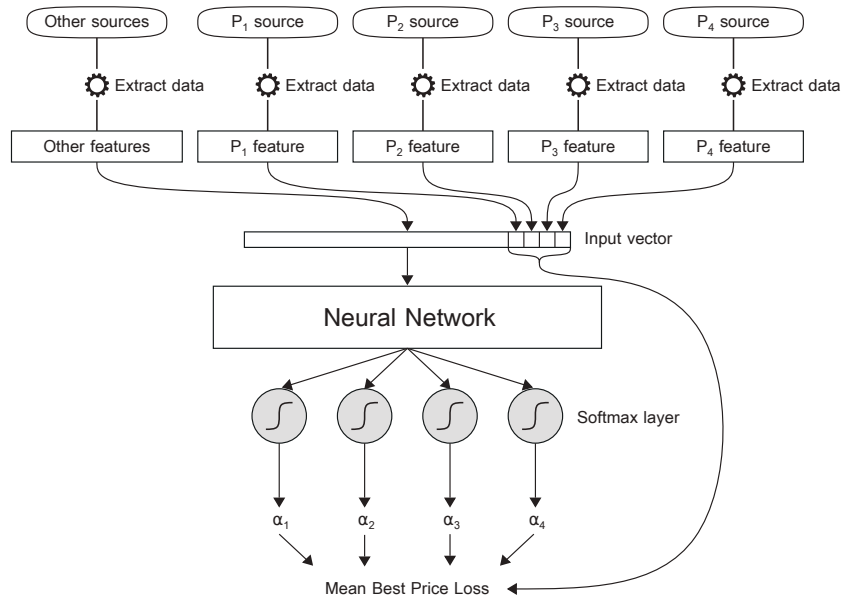 Other sources
P₁ source
P₂ source
P₃ source
P₄ source
Extract data
Extract data
Extract data
Extract data
Extract data
Other features
P₁ feature
P₂ feature
P₃ feature
P₄ feature
Input vector
Neural Network
Softmax layer
α₁
α₂
α₃
α₄
Mean Best Price Loss